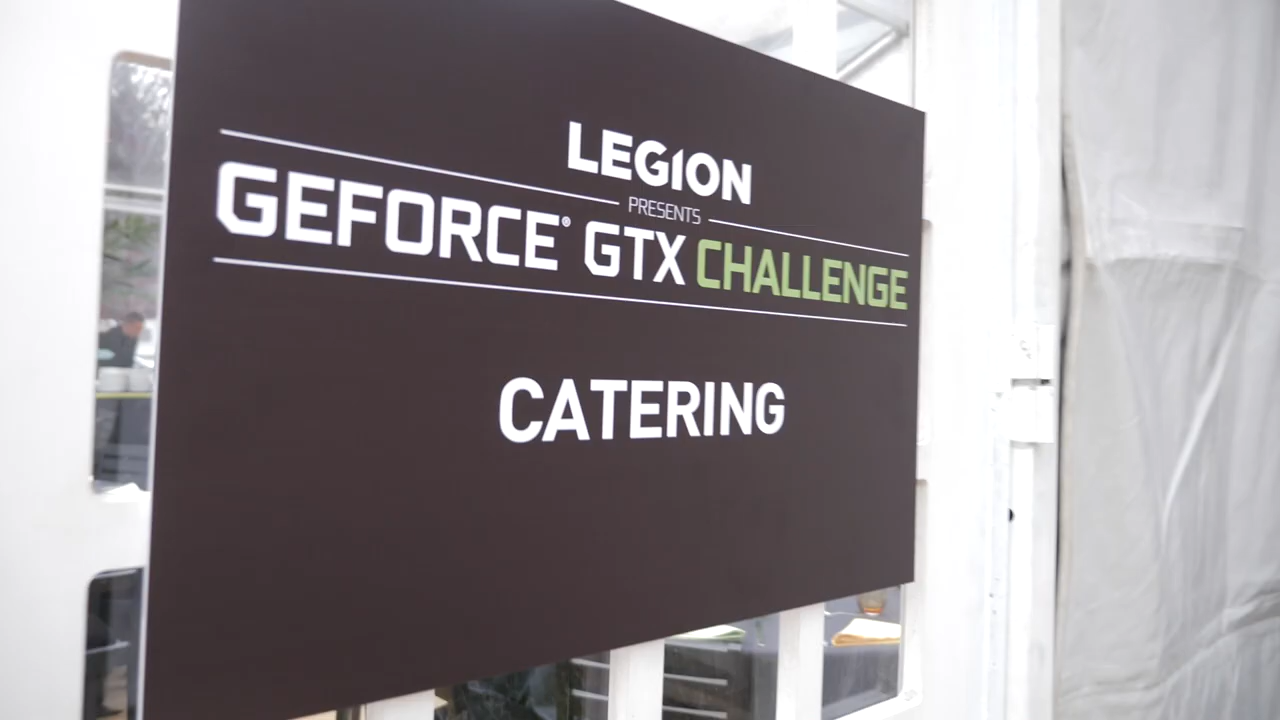 LEGION
PRESENTS
GEFORCE® GTX CHALLENGE
CATERING